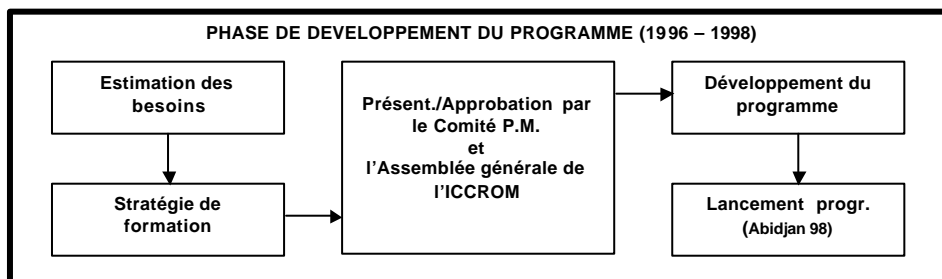 PHASE DE DEVELOPPEMENT DU PROGRAMME (1996 – 1998)
Estimation des
besoins
Stratégie de
formation
Présent./Approbation par
le Comité P.M.
et
l'Assemblée générale de
l'ICCROM
Développement du
programme
Lancement progr.
(Abidjan 98)